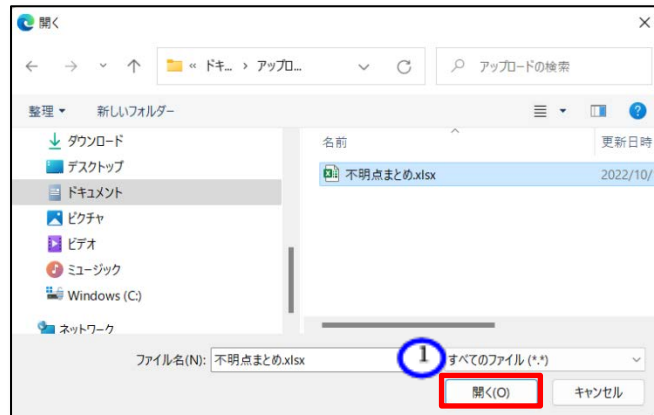 開く
« ドキ... › アップロ...
アップロードの検索
整理 新しいフォルダー
ダウンロード
デスクトップ
ドキュメント
ピクチャ
ビデオ
ミュージック
Windows (C:)
ネットワーク
名前 更新日時
不明点まとめ.xlsx 2022/10/
ファイル名(N): 不明点まとめ.xlsx
1
すべてのファイル (*.*)
開く(O) キャンセル